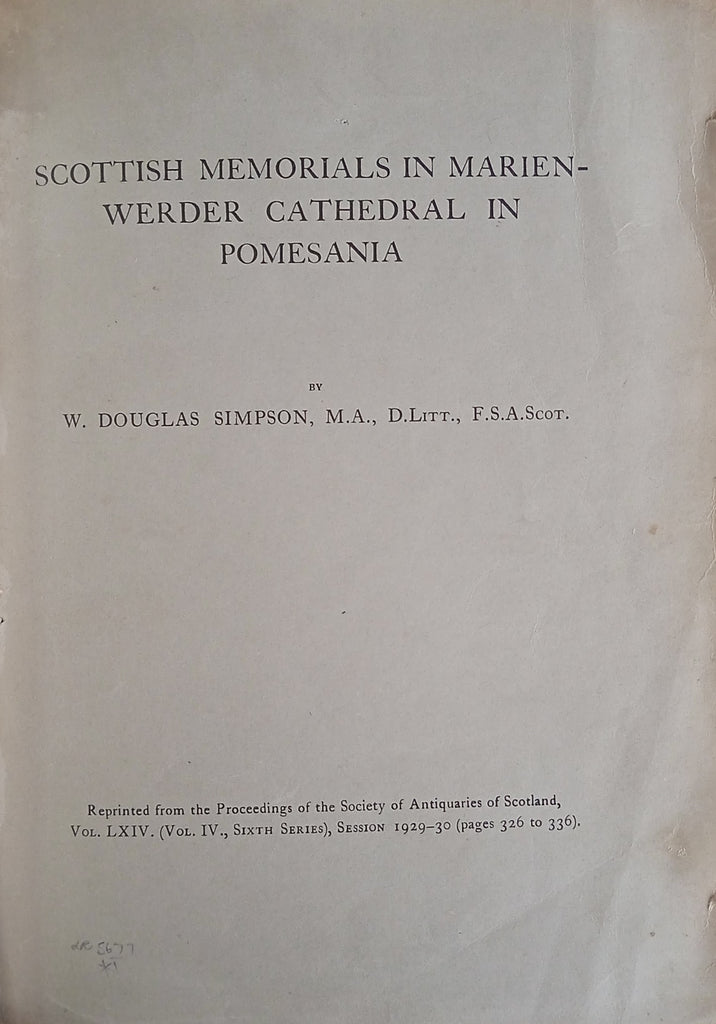 SCOTTISH MEMORIALS IN MARIEN-
WERDER CATHEDRAL IN
POMESANIA
BY
W. DOUGLAS SIMPSON, M.A., D.LITT., F.S.A.SCOT.
Reprinted from the Proceedings of the Society of Antiquaries of Scotland,
VOL. LXIV. (VOL. IV., SIXTH SERIES), SESSION 1929–30 (pages 326 to 336).